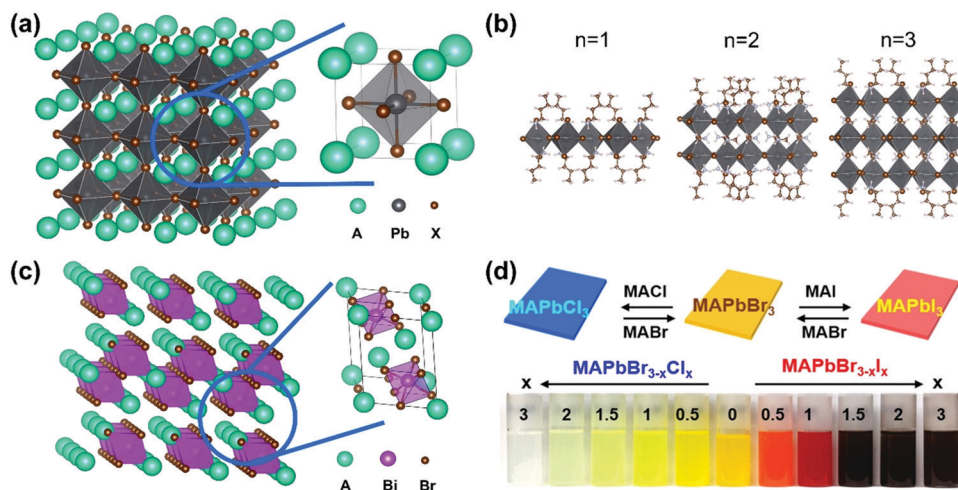 (a)
A Pb X
(b)
n=1 n=2 n=3
(c)
A Bi Br
(d)
MAPbCl₃
MACl
MABr
MAPbBr₃
MAI
MABr
MAPbI₃
x MAPbBr₃₋ₓClₓ MAPbBr₃₋ₓIₓ x
3 2 1.5 1 0.5 0 0.5 1 1.5 2 3